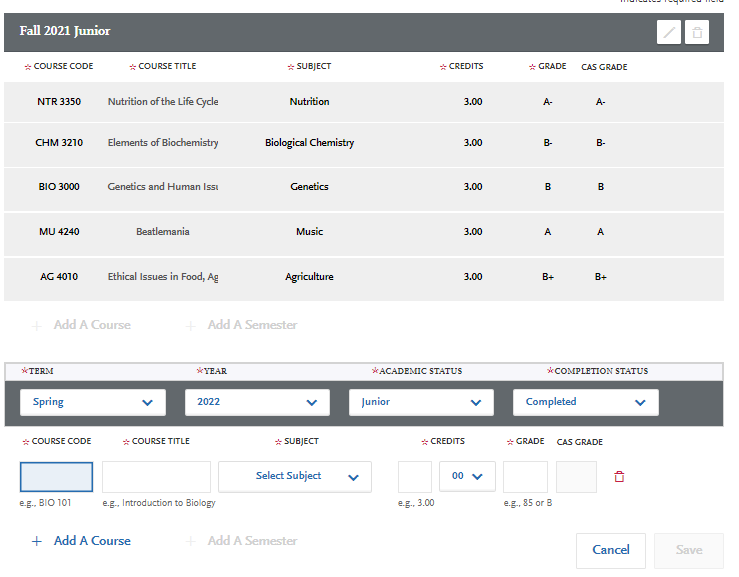 indicates required field
Fall 2021 Junior
☆ COURSE CODE ☆ COURSE TITLE ☆ SUBJECT ☆ CREDITS ☆ GRADE CAS GRADE
NTR 3350 Nutrition of the Life Cycle Nutrition 3.00 A- A-
CHM 3210 Elements of Biochemistry Biological Chemistry 3.00 B- B-
BIO 3000 Genetics and Human Issu Genetics 3.00 B B
MU 4240 Beatlemania Music 3.00 A A
AG 4010 Ethical Issues in Food, Ag Agriculture 3.00 B+ B+
+ Add A Course + Add A Semester
☆TERM ☆YEAR ☆ACADEMIC STATUS ☆COMPLETION STATUS
Spring 2022 Junior Completed
☆ COURSE CODE ☆ COURSE TITLE ☆ SUBJECT ☆ CREDITS ☆ GRADE CAS GRADE
Select Subject 00
e.g., BIO 101 e.g., Introduction to Biology e.g., 3.00 e.g., 85 or B
+ Add A Course + Add A Semester
Cancel Save